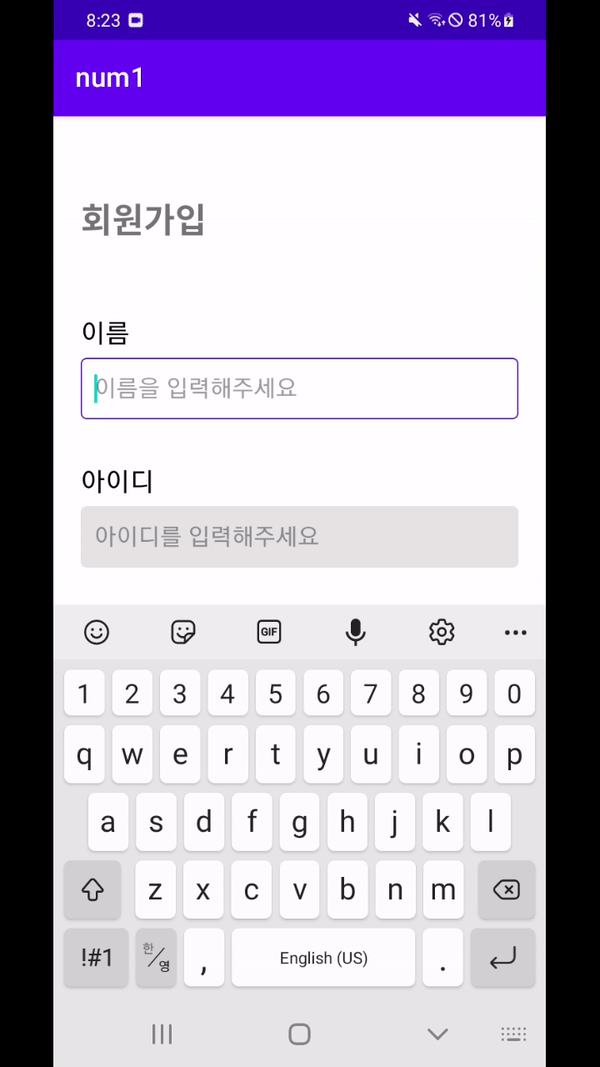 8:23 81%
num1
회원가입
이름
이름을 입력해주세요
아이디
아이디를 입력해주세요
GIF
1 2 3 4 5 6 7 8 9 0
q w e r t y u i o p
a s d f g h j k l
z x c v b n m
!#1 한/영 , English (US) .